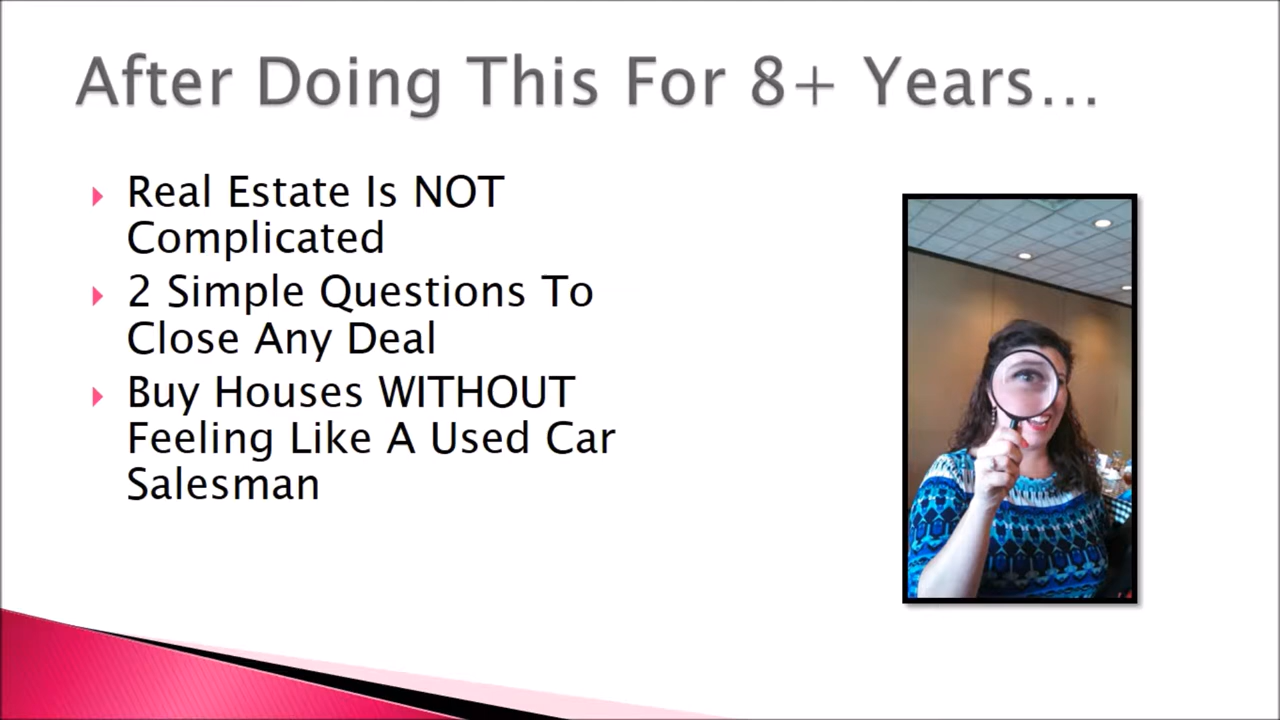 After Doing This For 8+ Years...
Real Estate Is NOT
Complicated
2 Simple Questions To
Close Any Deal
Buy Houses WITHOUT
Feeling Like A Used Car
Salesman